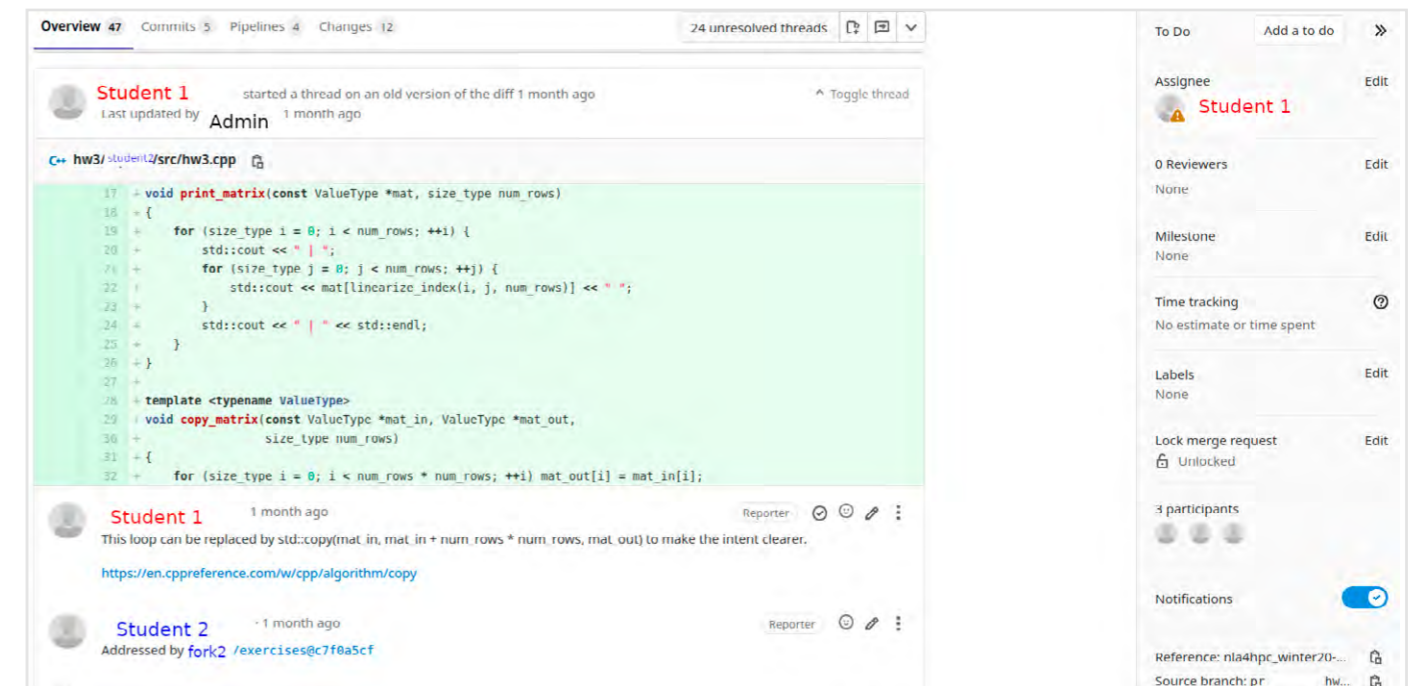 Overview 47 Commits 5 Pipelines 4 Changes 12
24 unresolved threads
Student 1 started a thread on an old version of the diff 1 month ago
Toggle thread
Last updated by Admin 1 month ago
C++ hw3/student2/src/hw3.cpp
17 + void print_matrix(const ValueType *mat, size_type num_rows)
18 + {
19 + for (size_type i = 0; i < num_rows; ++i) {
20 + std::cout << " | ";
21 + for (size_type j = 0; j < num_rows; ++j) {
22 + std::cout << mat[linearize_index(i, j, num_rows)] << " ";
23 + }
24 + std::cout << " | " << std::endl;
25 + }
26 + }
27 +
28 + template <typename ValueType>
29 + void copy_matrix(const ValueType *mat_in, ValueType *mat_out,
30 + size_type num_rows)
31 + {
32 + for (size_type i = 0; i < num_rows * num_rows; ++i) mat_out[i] = mat_in[i];
Student 1 1 month ago
Reporter
This loop can be replaced by std::copy(mat_in, mat_in + num_rows * num_rows, mat_out) to make the intent clearer.
https://en.cppreference.com/w/cpp/algorithm/copy
Student 2 · 1 month ago
Reporter
Addressed by fork2 /exercises@c7f0a5cf
To Do Add a to do
Assignee Edit
Student 1
0 Reviewers Edit
None
Milestone Edit
None
Time tracking
No estimate or time spent
Labels Edit
None
Lock merge request Edit
Unlocked
3 participants
Notifications
Reference: nla4hpc_winter20-...
Source branch: pr hw...